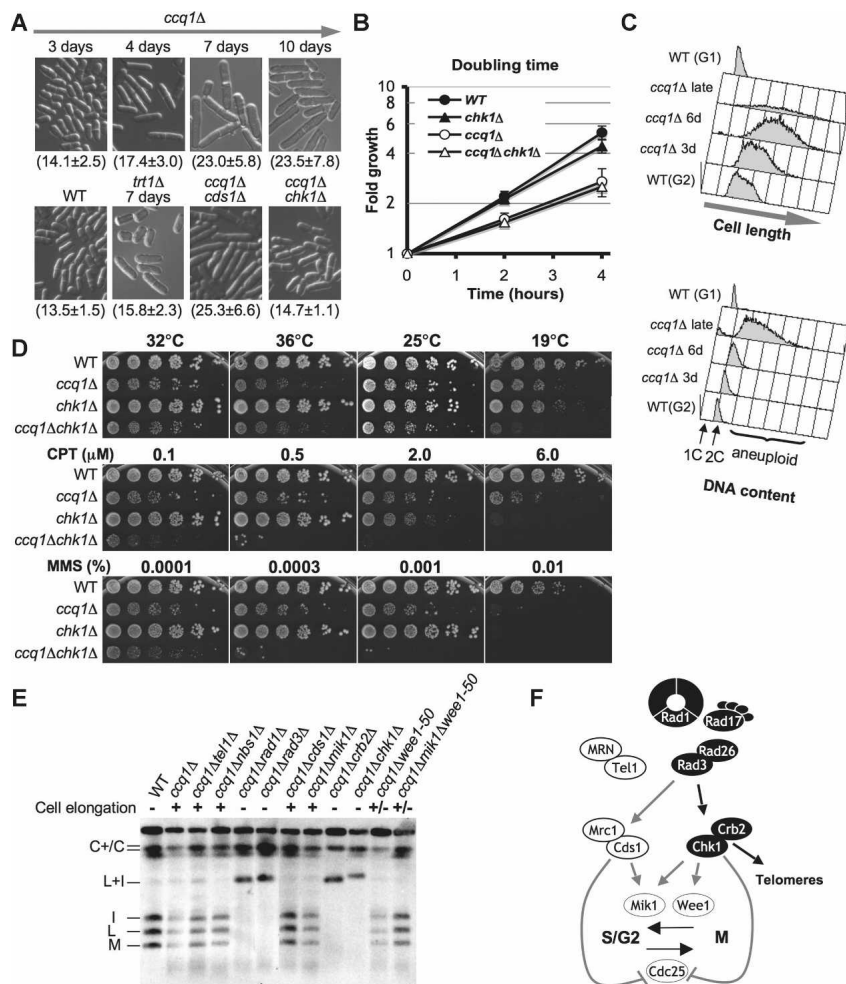 A
ccq1Δ
3 days 4 days 7 days 10 days
(14.1±2.5) (17.4±3.0) (23.0±5.8) (23.5±7.8)
WT trt1Δ 7 days ccq1Δ cds1Δ ccq1Δ chk1Δ
(13.5±1.5) (15.8±2.3) (25.3±6.6) (14.7±1.1)
B
Doubling time
Fold growth
10
8
6
4
2
1
WT
chk1Δ
ccq1Δ
ccq1Δchk1Δ
0 1 2 3 4
Time (hours)
C
WT (G1)
ccq1Δ late
ccq1Δ 6d
ccq1Δ 3d
WT(G2)
Cell length
WT (G1)
ccq1Δ late
ccq1Δ 6d
ccq1Δ 3d
WT(G2)
1C 2C aneuploid
DNA content
D
32°C 36°C 25°C 19°C
WT
ccq1Δ
chk1Δ
ccq1Δchk1Δ
CPT (μM) 0.1 0.5 2.0 6.0
WT
ccq1Δ
chk1Δ
ccq1Δchk1Δ
MMS (%) 0.0001 0.0003 0.001 0.01
WT
ccq1Δ
chk1Δ
ccq1Δchk1Δ
E
WT
ccq1Δ
ccq1Δtel1Δ
ccq1Δnbs1Δ
ccq1Δrad1Δ
ccq1Δrad3Δ
ccq1Δcds1Δ
ccq1Δmik1Δ
ccq1Δcrb2Δ
ccq1Δchk1Δ
ccq1Δwee1-50
ccq1Δmik1Δwee1-50
Cell elongation - + + + - - + + - - +/- +/-
C+/C
L+I
I
L
M
F
Rad1
Rad17
MRN
Tel1
Rad26
Rad3
Mrc1
Cds1
Crb2
Chk1
Telomeres
Mik1 Wee1
S/G2 M
Cdc25